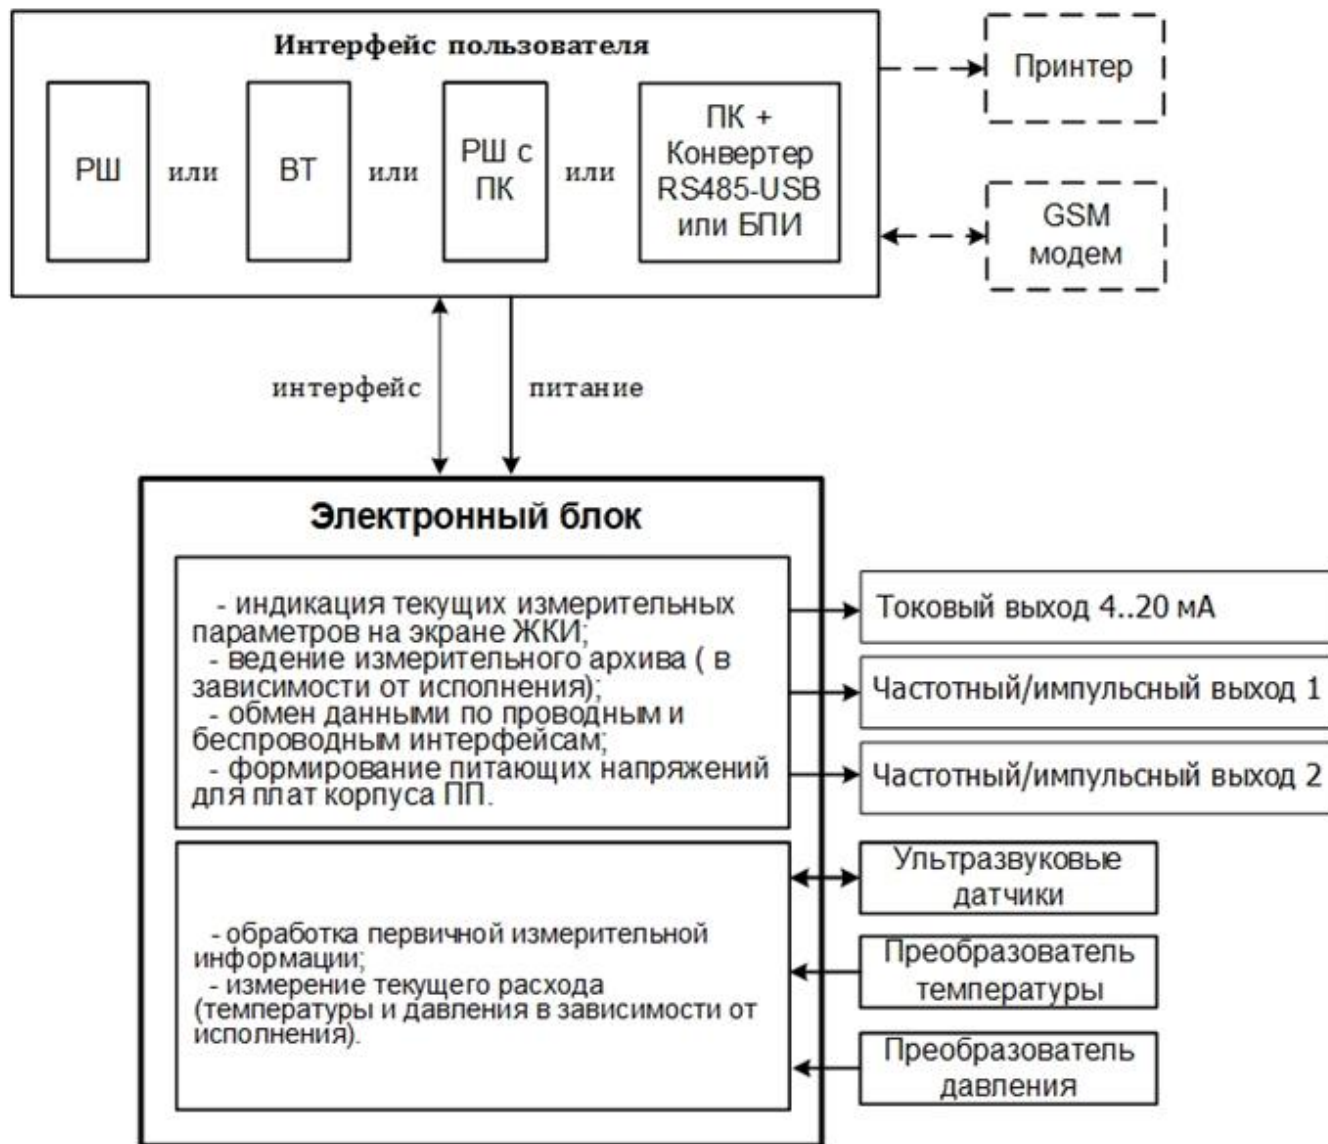 Интерфейс пользователя
РШ
или
ВТ
или
РШ с
ПК
или
ПК +
Конвертер
RS485-USB
или БПИ
Принтер
GSM
модем
интерфейс
питание
Электронный блок
- индикация текущих измерительных
параметров на экране ЖКИ;
- ведение измерительного архива ( в
зависимости от исполнения);
- обмен данными по проводным и
беспроводным интерфейсам;
- формирование питающих напряжений
для плат корпуса ПП.
Токовый выход 4..20 мА
Частотный/импульсный выход 1
Частотный/импульсный выход 2
- обработка первичной измерительной
информации;
- измерение текущего расхода
(температуры и давления в зависимости от
исполнения).
Ультразвуковые
датчики
Преобразователь
температуры
Преобразователь
давления